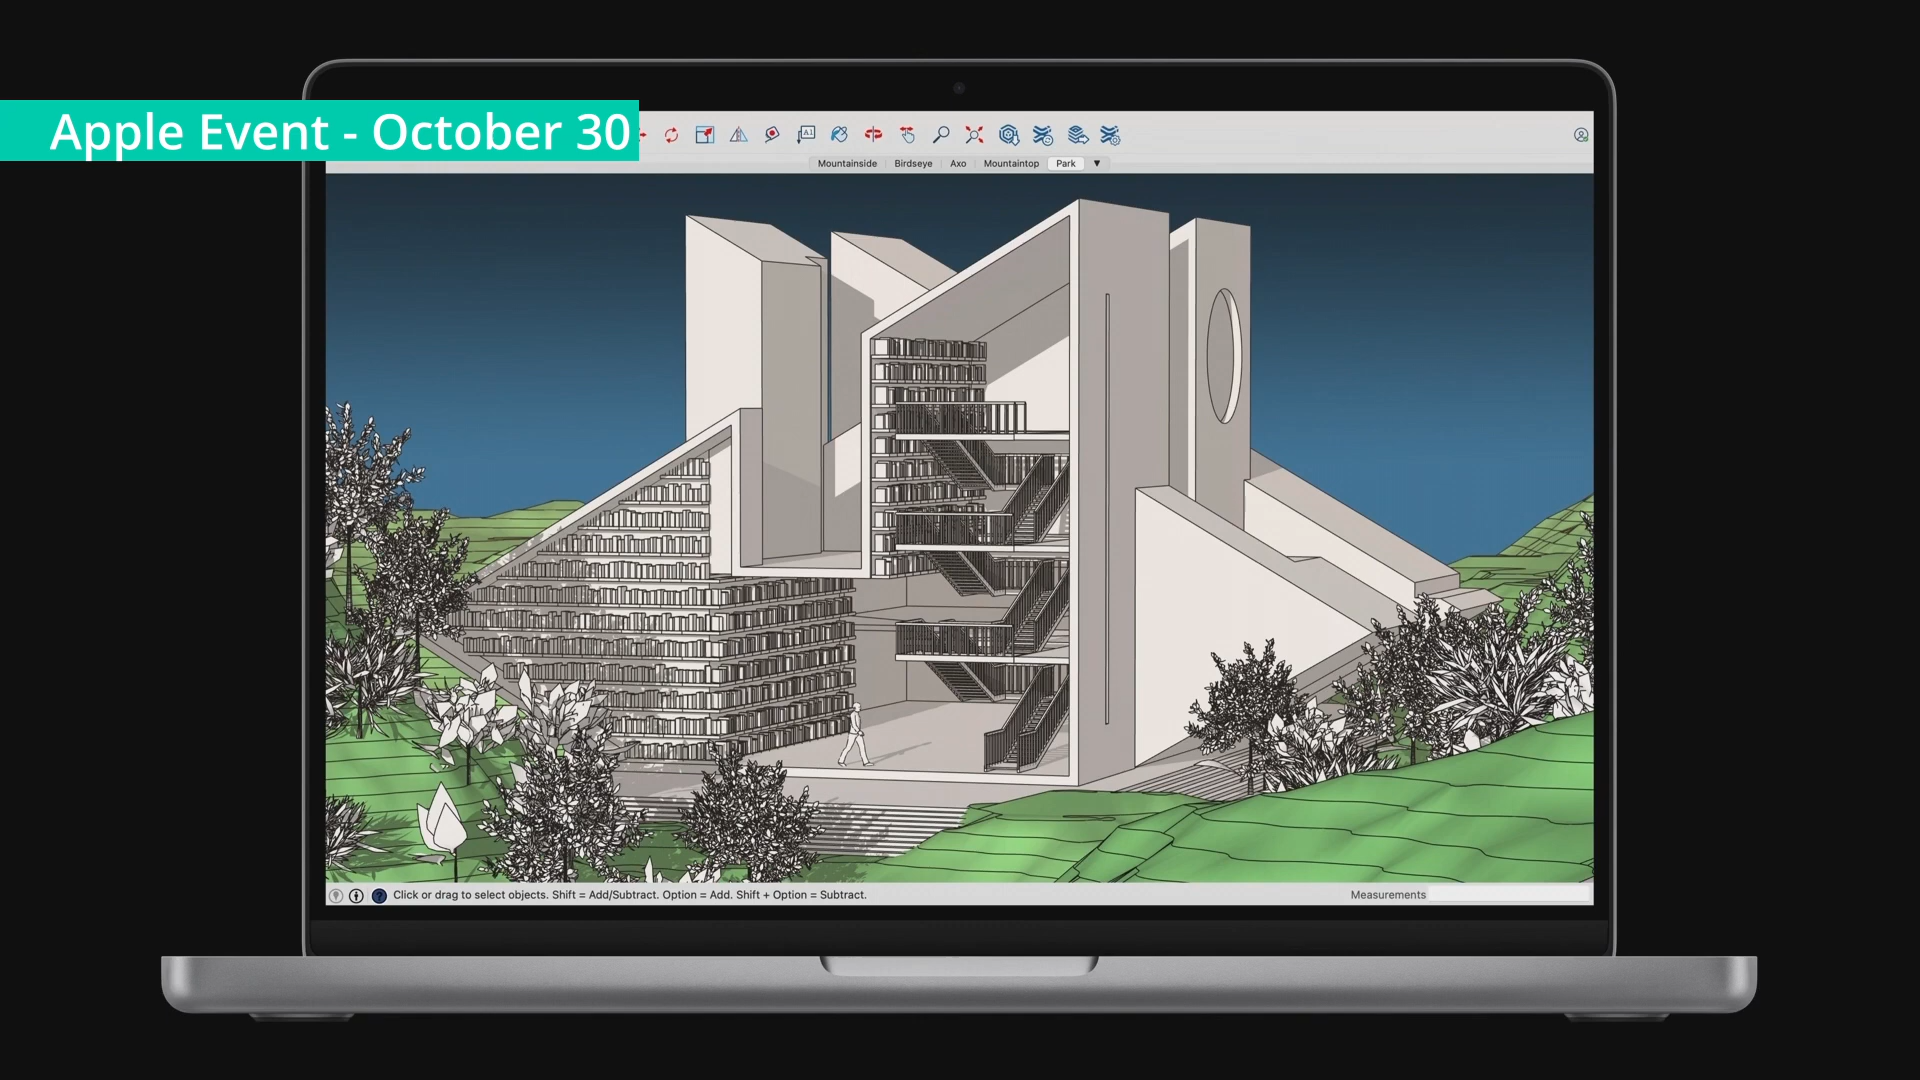 Apple Event - October 30
A1
Mountainside Birdseye Axo Mountaintop Park
Click or drag to select objects. Shift = Add/Subtract. Option = Add. Shift + Option = Subtract.
Measurements